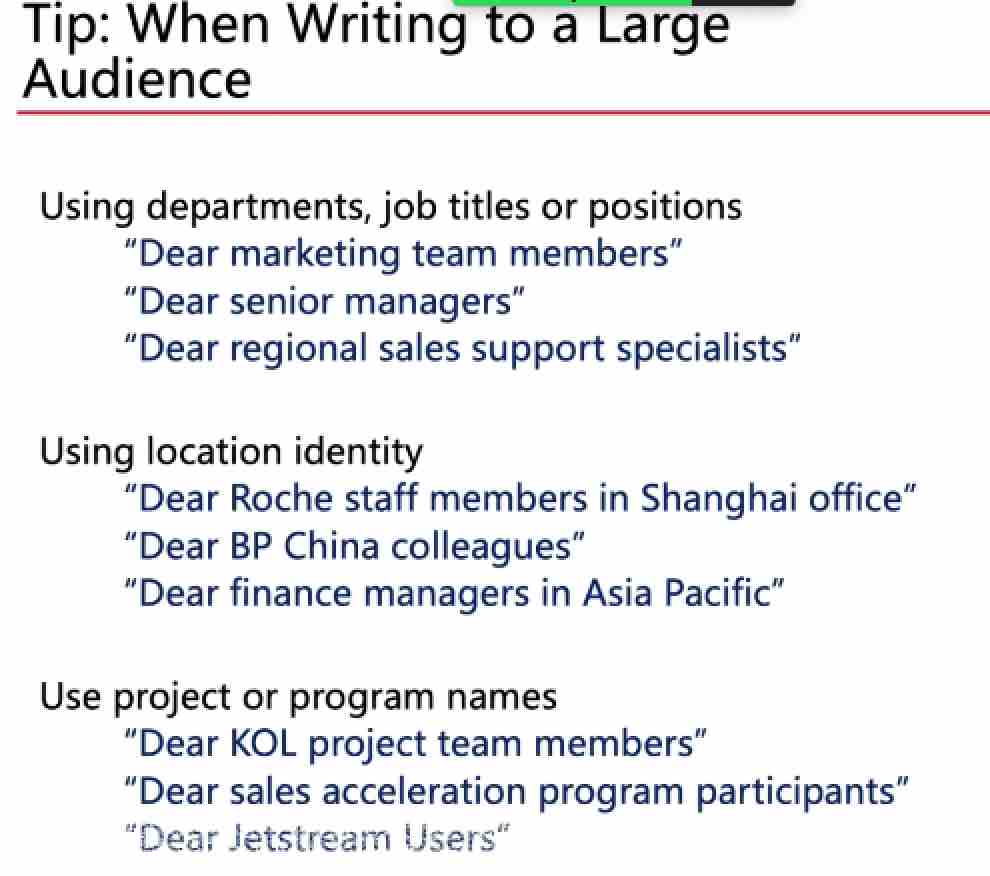 Tip: When Writing to a Large
Audience
Using departments, job titles or positions
“Dear marketing team members”
“Dear senior managers”
“Dear regional sales support specialists”
Using location identity
“Dear Roche staff members in Shanghai office”
“Dear BP China colleagues”
“Dear finance managers in Asia Pacific”
Use project or program names
“Dear KOL project team members”
“Dear sales acceleration program participants”
“Dear Jetstream Users”